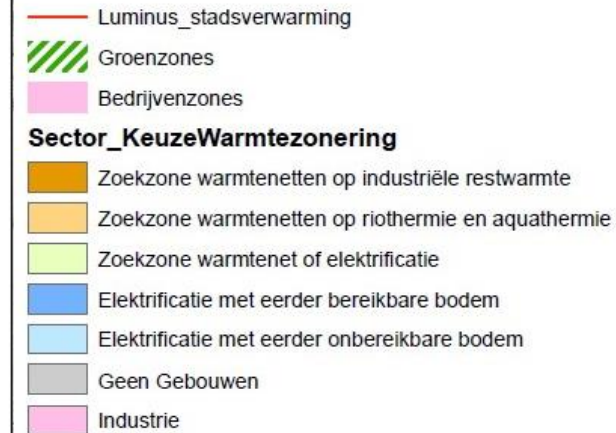 Luminus_stadsverwarming
Groenzones
Bedrijvenzones
Sector_KeuzeWarmtezonering
Zoekzone warmtenetten op industriële restwarmte
Zoekzone warmtenetten op riothermie en aquathermie
Zoekzone warmtenet of elektrificatie
Elektrificatie met eerder bereikbare bodem
Elektrificatie met eerder onbereikbare bodem
Geen Gebouwen
Industrie